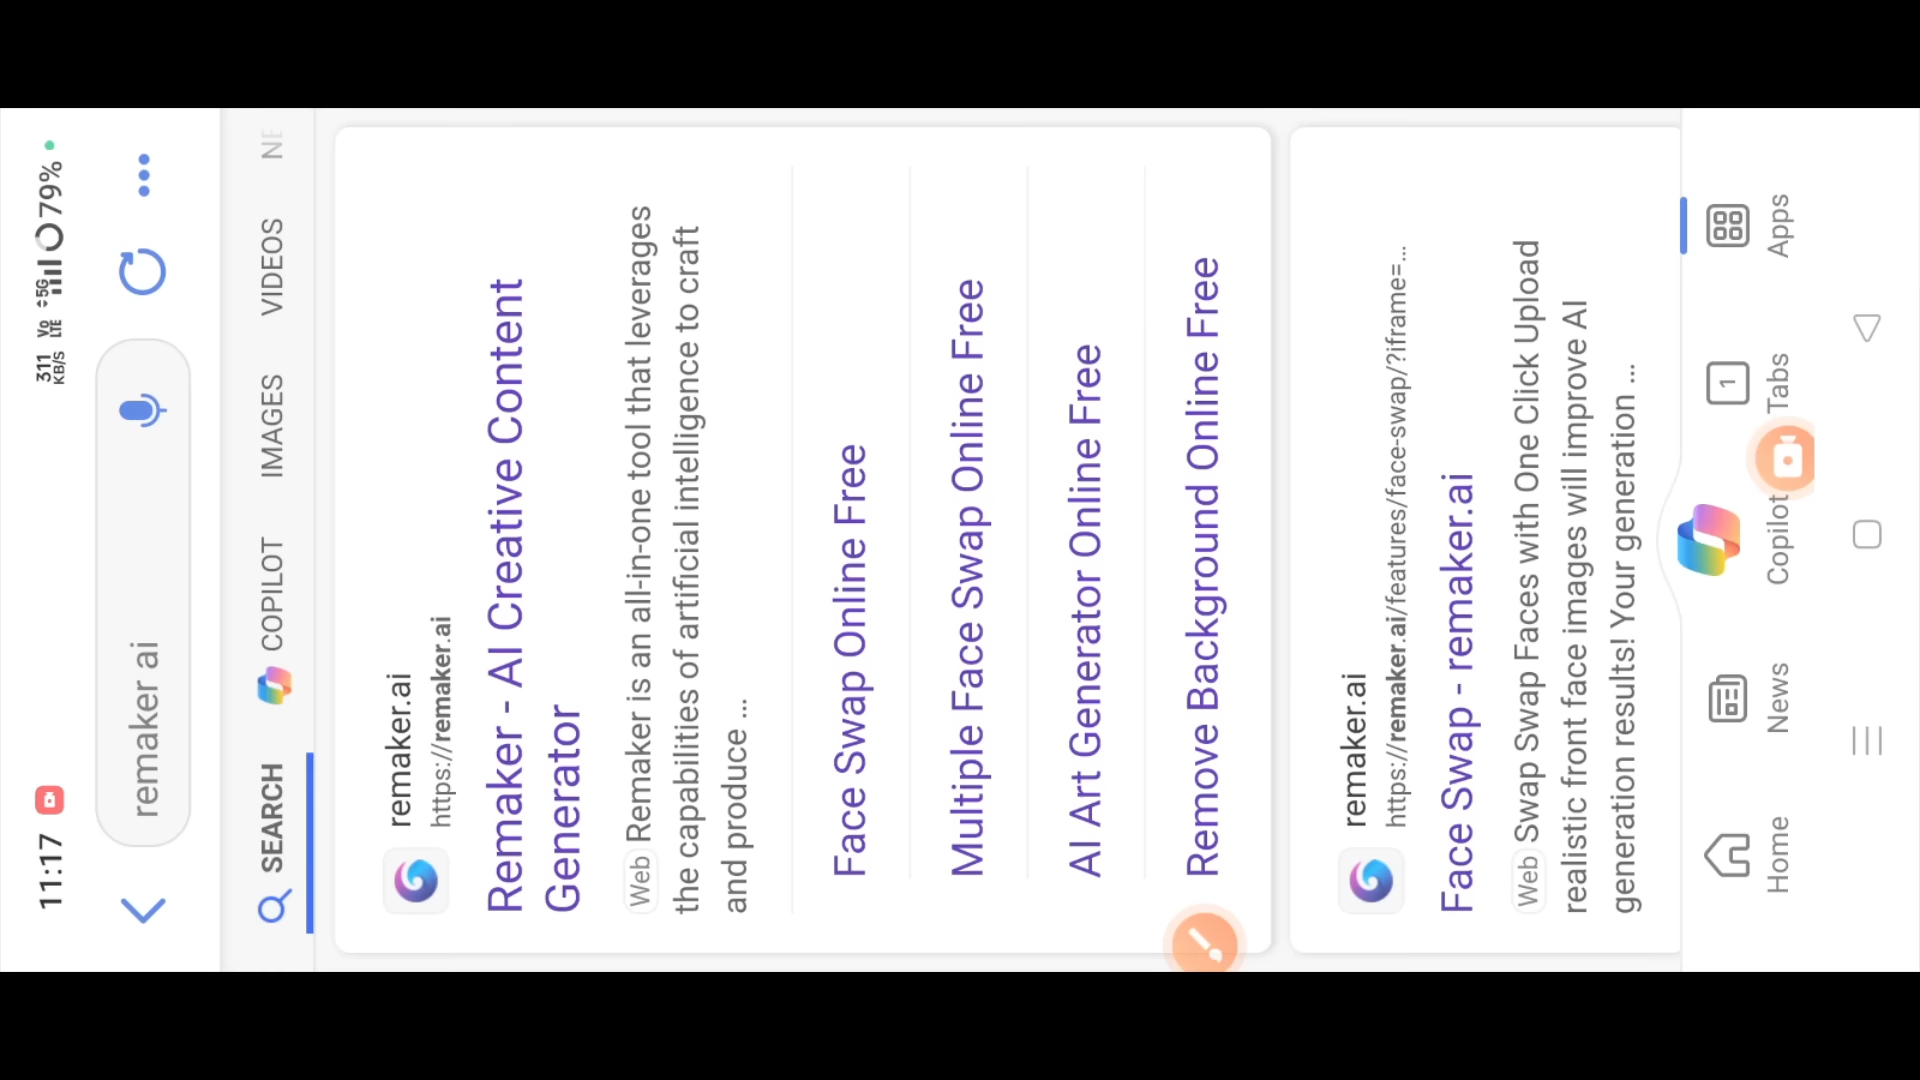 11:17
311 KB/s Vo LTE 5G 79%
remaker ai
SEARCH COPILOT IMAGES VIDEOS
remaker.ai
https://remaker.ai
Remaker - AI Creative Content
Generator
Web Remaker is an all-in-one tool that leverages
the capabilities of artificial intelligence to craft
and produce ...
Face Swap Online Free
Multiple Face Swap Online Free
AI Art Generator Online Free
Remove Background Online Free
remaker.ai
https://remaker.ai/features/face-swap/?iframe=...
Face Swap - remaker.ai
Web Swap Swap Faces with One Click Upload
realistic front face images will improve AI
generation results! Your generation ...
1
Home News Copilot Tabs Apps